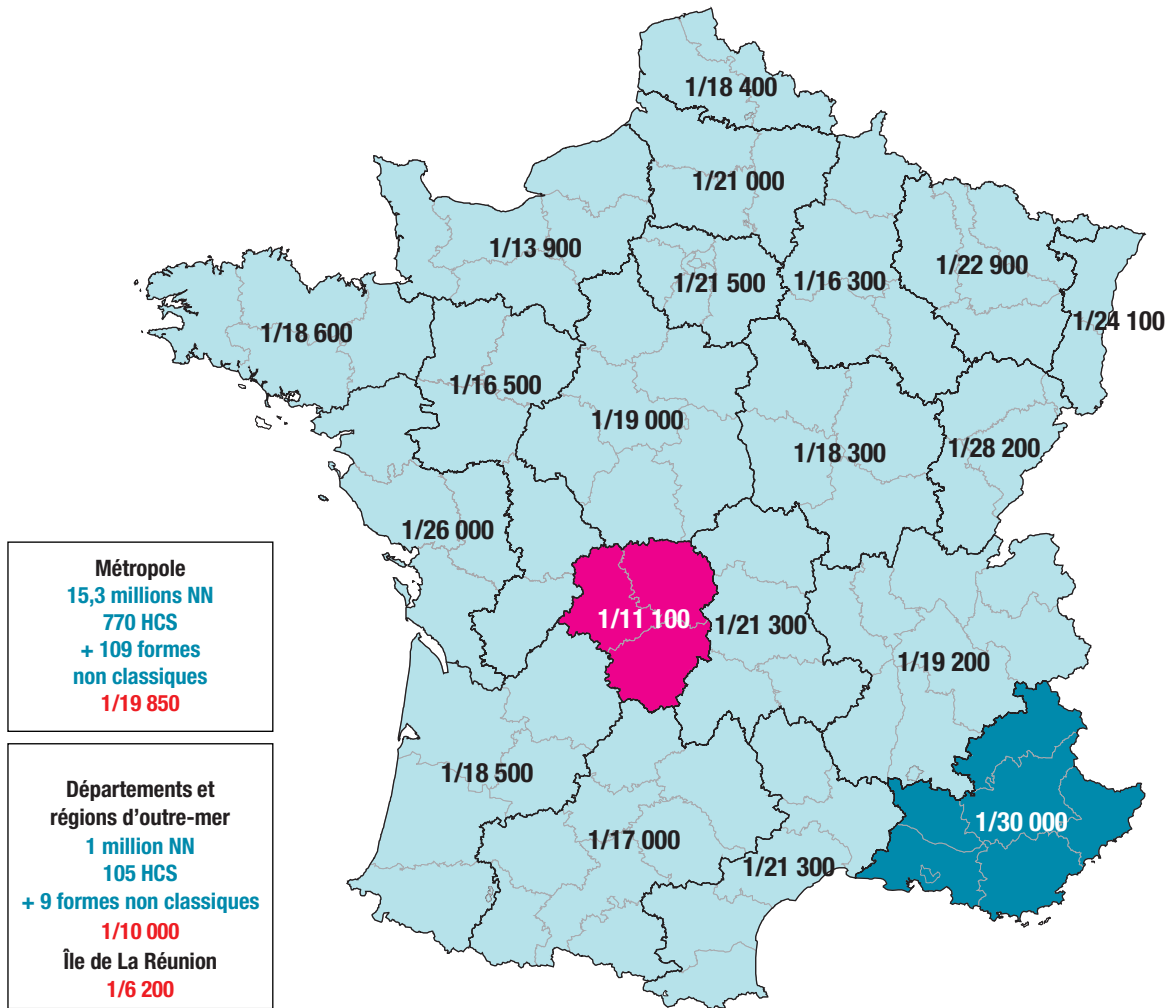 1/18 400
1/21 000
1/13 900
1/21 500
1/16 300
1/22 900
1/24 100
1/18 600
1/16 500
1/19 000
1/18 300
1/28 200
1/26 000
1/11 100
1/21 300
1/19 200
1/18 500
1/17 000
1/21 300
1/30 000
Métropole
15,3 millions NN
770 HCS
+ 109 formes
non classiques
1/19 850
Départements et
régions d’outre-mer
1 million NN
105 HCS
+ 9 formes non classiques
1/10 000
Île de La Réunion
1/6 200